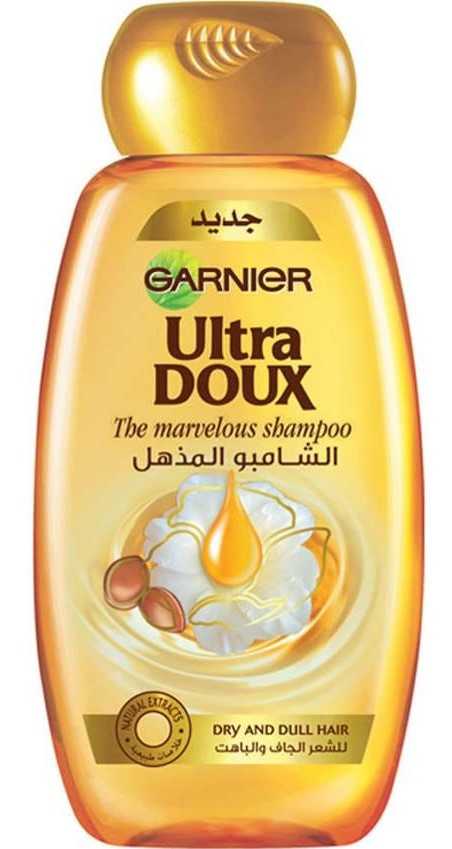 جديد
GARNIER
Ultra
DOUX
The marvelous shampoo
الشامبو المذهل
NATURAL EXTRACTS
خلاصات طبيعية
DRY AND DULL HAIR
للشعر الجاف والباهت